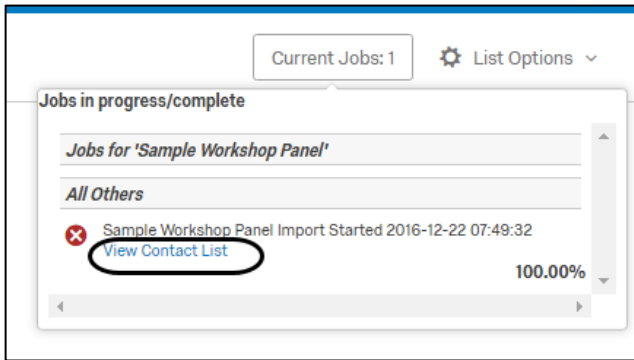 Current Jobs: 1 List Options
Jobs in progress/complete
Jobs for 'Sample Workshop Panel'
All Others
Sample Workshop Panel Import Started 2016-12-22 07:49:32
View Contact List
100.00%